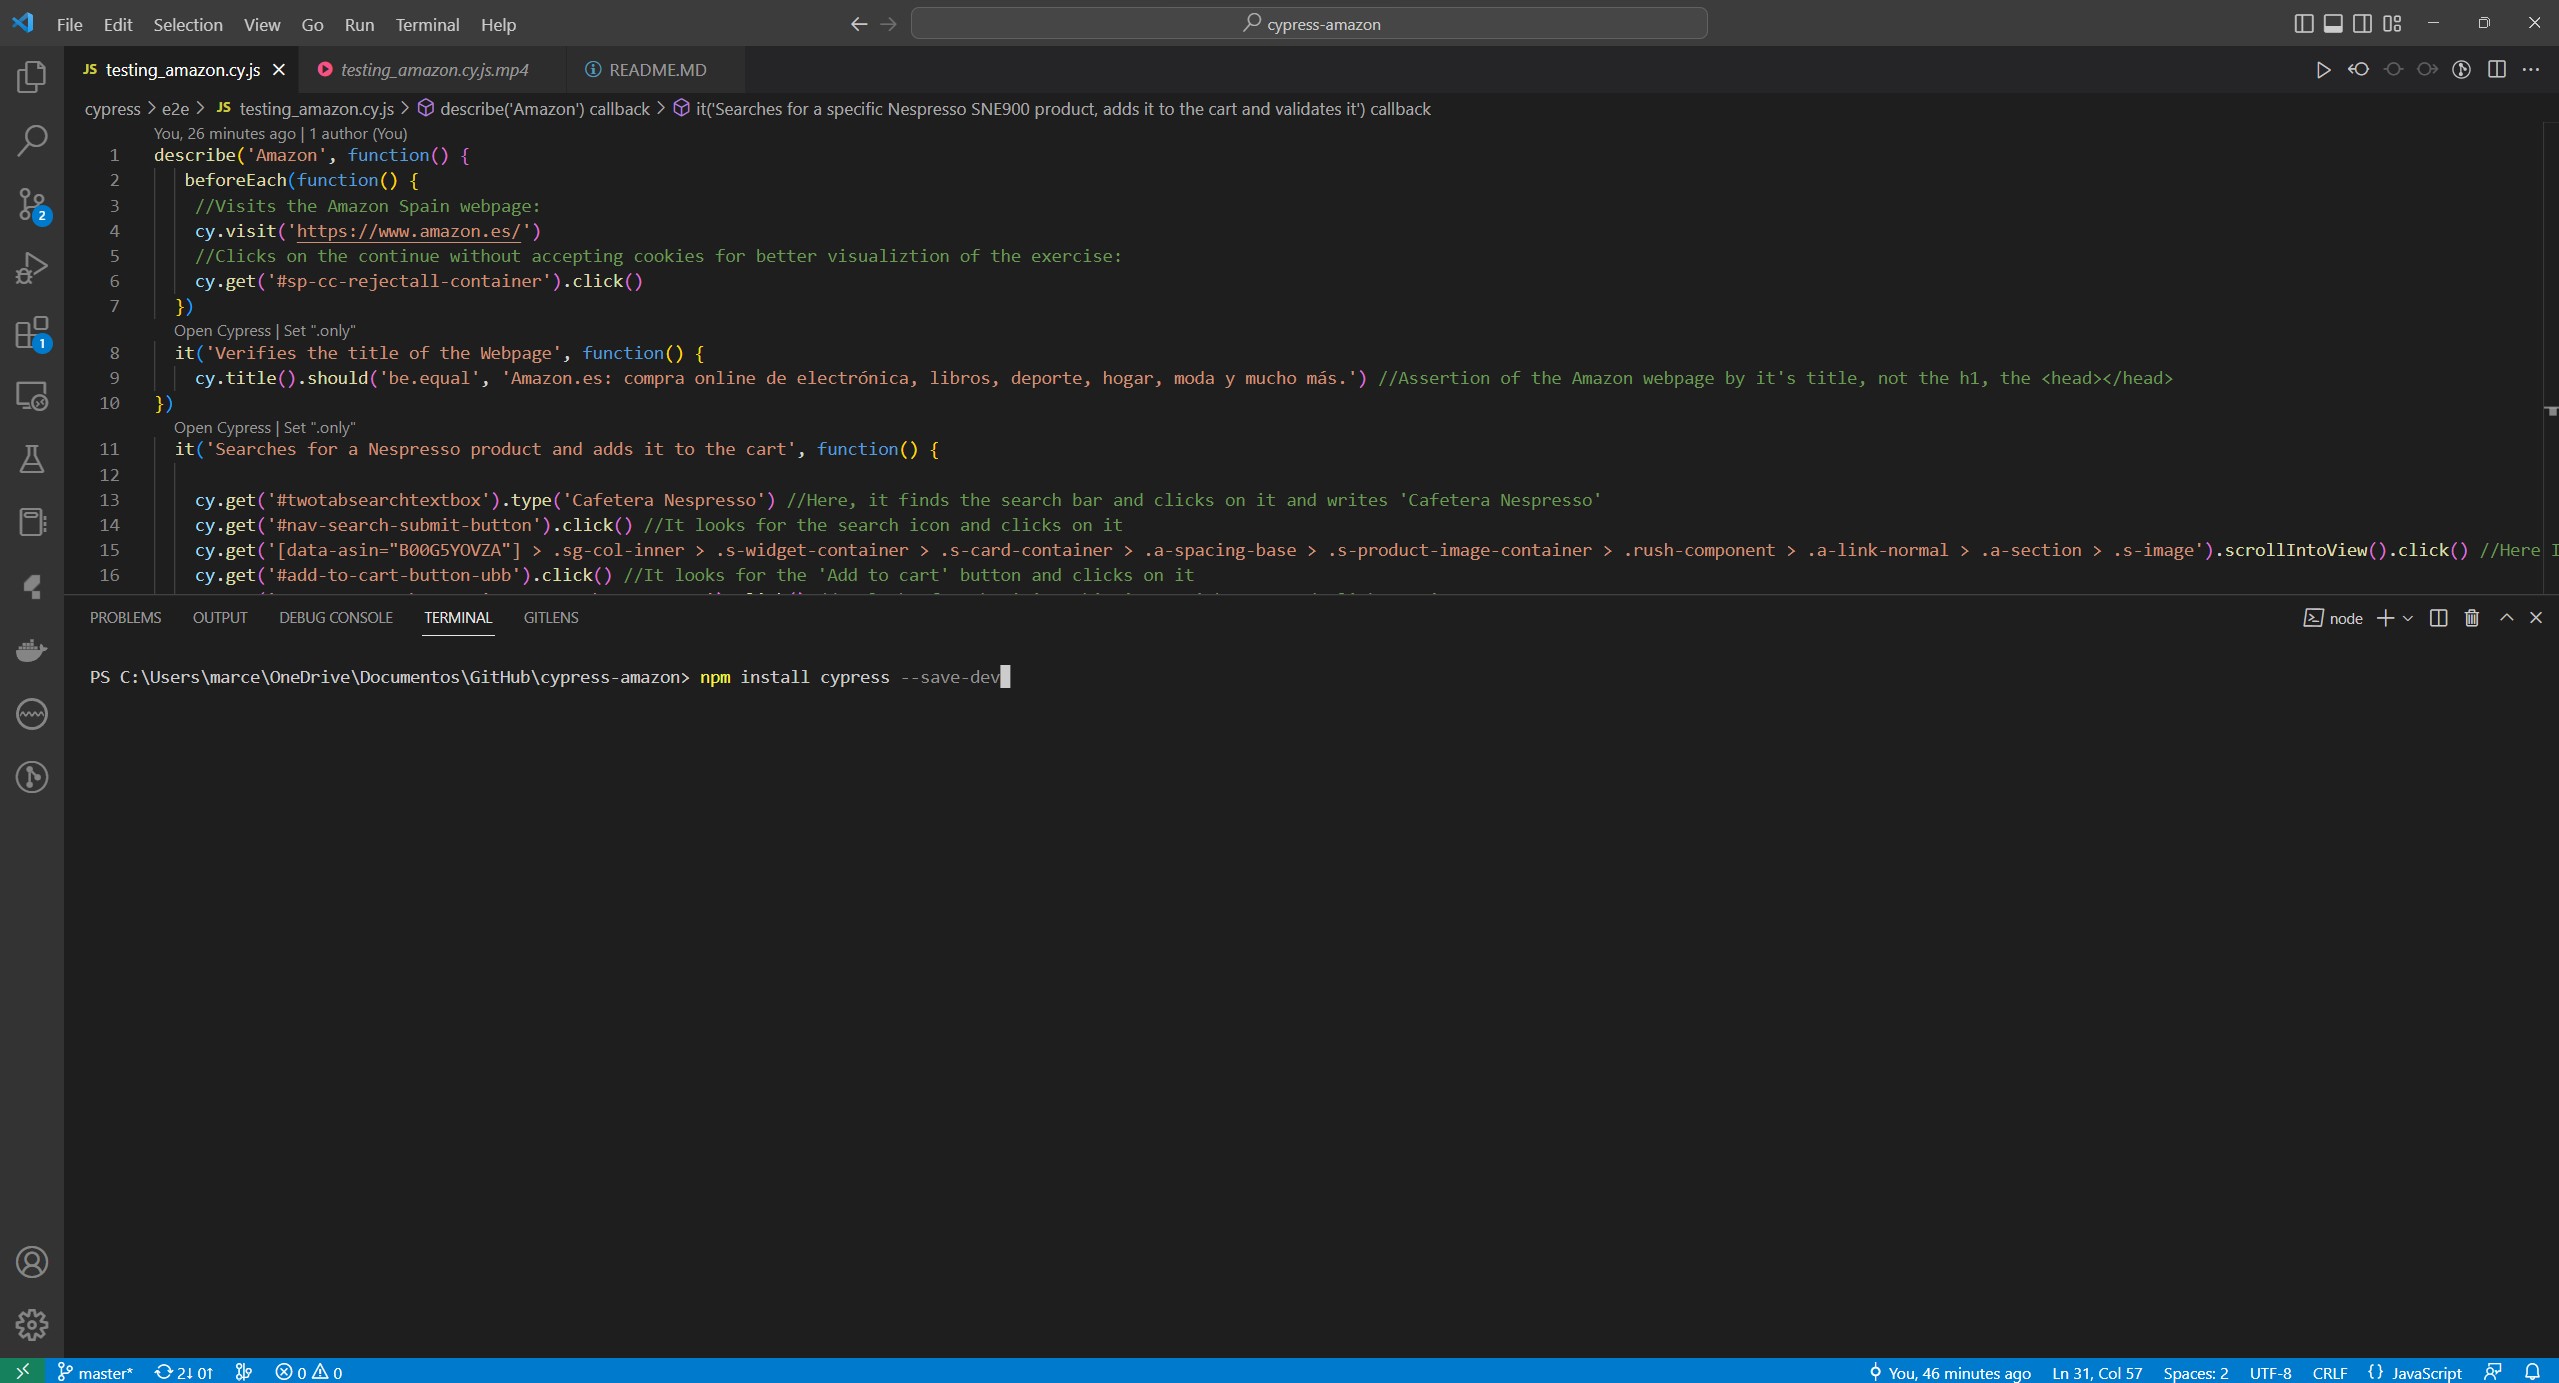 File Edit Selection View Go Run Terminal Help
cypress-amazon
JS testing_amazon.cy.js
testing_amazon.cy.js.mp4
README.MD
cypress > e2e > JS testing_amazon.cy.js > describe('Amazon') callback > it('Searches for a specific Nespresso SNE900 product, adds it to the cart and validates it') callback
You, 26 minutes ago | 1 author (You)
1 describe('Amazon', function() {
2 beforeEach(function() {
3 //Visits the Amazon Spain webpage:
4 cy.visit('https://www.amazon.es/')
5 //Clicks on the continue without accepting cookies for better visualiztion of the exercise:
6 cy.get('#sp-cc-rejectall-container').click()
7 })
Open Cypress | Set ".only"
8 it('Verifies the title of the Webpage', function() {
9 cy.title().should('be.equal', 'Amazon.es: compra online de electrónica, libros, deporte, hogar, moda y mucho más.') //Assertion of the Amazon webpage by it's title, not the h1, the <head></head>
10 })
Open Cypress | Set ".only"
11 it('Searches for a Nespresso product and adds it to the cart', function() {
12
13 cy.get('#twotabsearchtextbox').type('Cafetera Nespresso') //Here, it finds the search bar and clicks on it and writes 'Cafetera Nespresso'
14 cy.get('#nav-search-submit-button').click() //It looks for the search icon and clicks on it
15 cy.get('[data-asin="B00G5YOVZA"] > .sg-col-inner > .s-widget-container > .s-card-container > .a-spacing-base > .s-product-image-container > .rush-component > .a-link-normal > .a-section > .s-image').scrollIntoView().click() //Here I
16 cy.get('#add-to-cart-button-ubb').click() //It looks for the 'Add to cart' button and clicks on it
PROBLEMS OUTPUT DEBUG CONSOLE TERMINAL GITLENS
node
PS C:\Users\marce\OneDrive\Documentos\GitHub\cypress-amazon> npm install cypress --save-dev
2
1
master* 2↓ 0↑ 0 0
You, 46 minutes ago Ln 31, Col 57 Spaces: 2 UTF-8 CRLF {} JavaScript